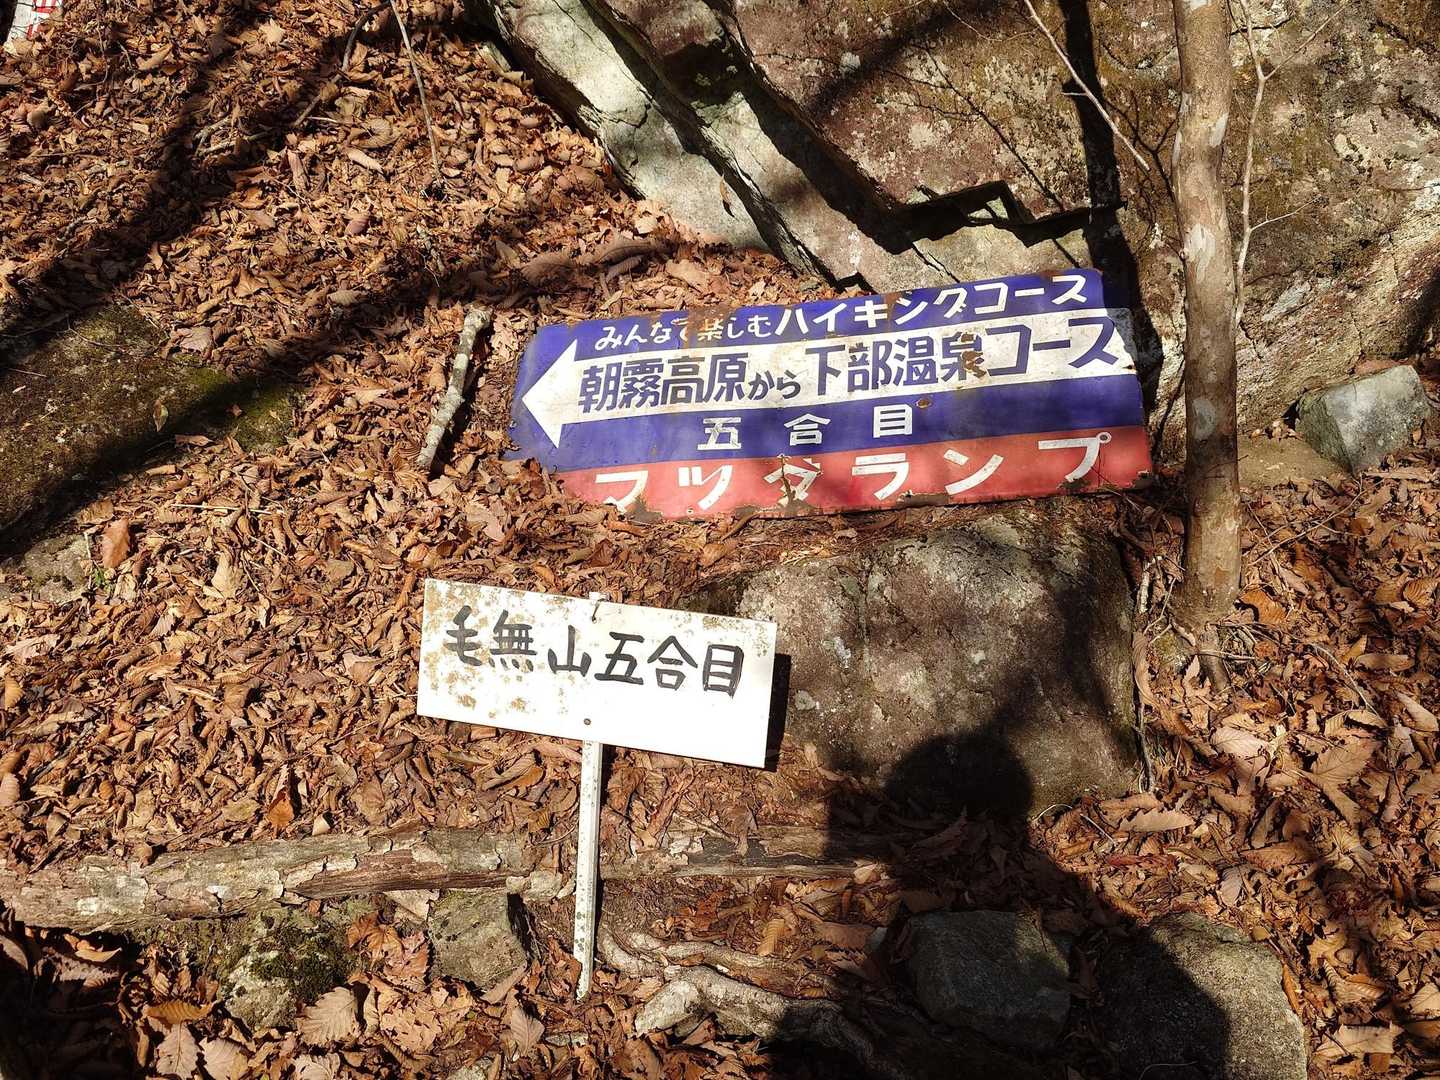 みんなで楽しむハイキングコース
朝霧高原から下部温泉コース
五合目
マツダランプ
毛無山五合目